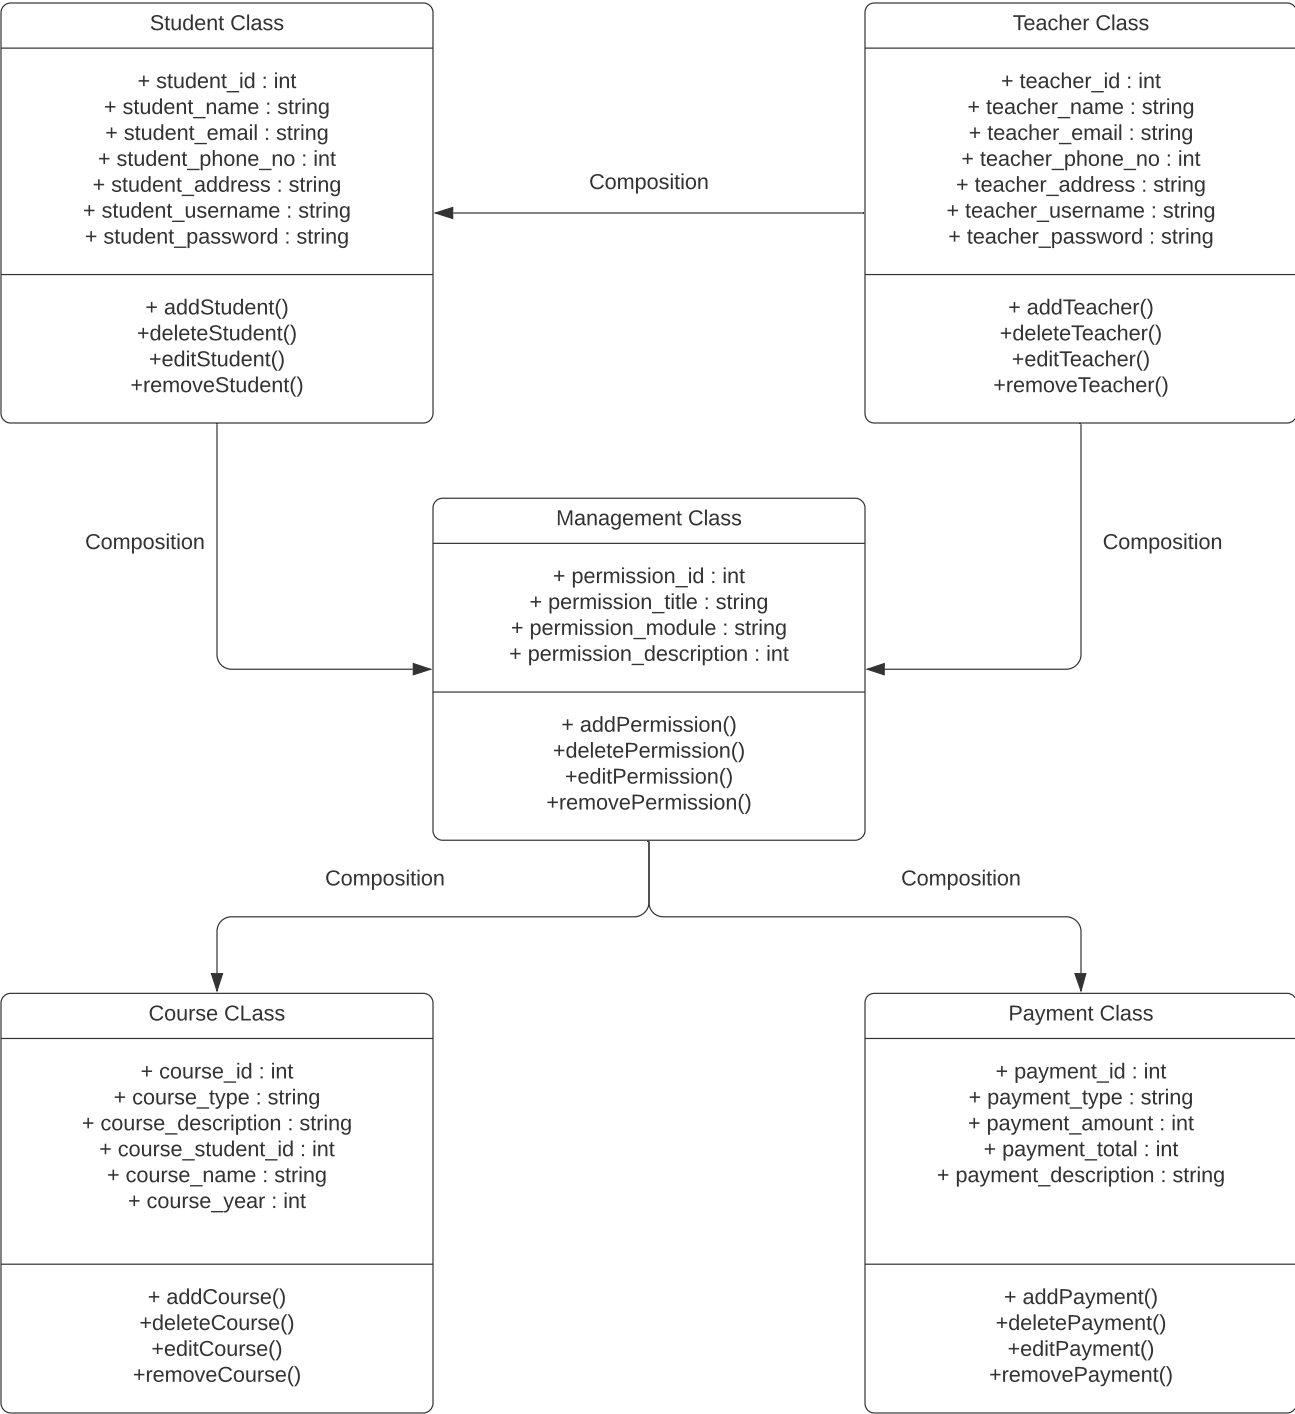 Student Class
+ student_id : int
+ student_name : string
+ student_email : string
+ student_phone_no : int
+ student_address : string
+ student_username : string
+ student_password : string
+ addStudent()
+deleteStudent()
+editStudent()
+removeStudent()
Composition
Teacher Class
+ teacher_id : int
+ teacher_name : string
+ teacher_email : string
+ teacher_phone_no : int
+ teacher_address : string
+ teacher_username : string
+ teacher_password : string
+ addTeacher()
+deleteTeacher()
+editTeacher()
+removeTeacher()
Composition
Management Class
+ permission_id : int
+ permission_title : string
+ permission_module : string
+ permission_description : int
+ addPermission()
+deletePermission()
+editPermission()
+removePermission()
Composition
Composition
Composition
Course CLass
+ course_id : int
+ course_type : string
+ course_description : string
+ course_student_id : int
+ course_name : string
+ course_year : int
+ addCourse()
+deleteCourse()
+editCourse()
+removeCourse()
Payment Class
+ payment_id : int
+ payment_type : string
+ payment_amount : int
+ payment_total : int
+ payment_description : string
+ addPayment()
+deletePayment()
+editPayment()
+removePayment()